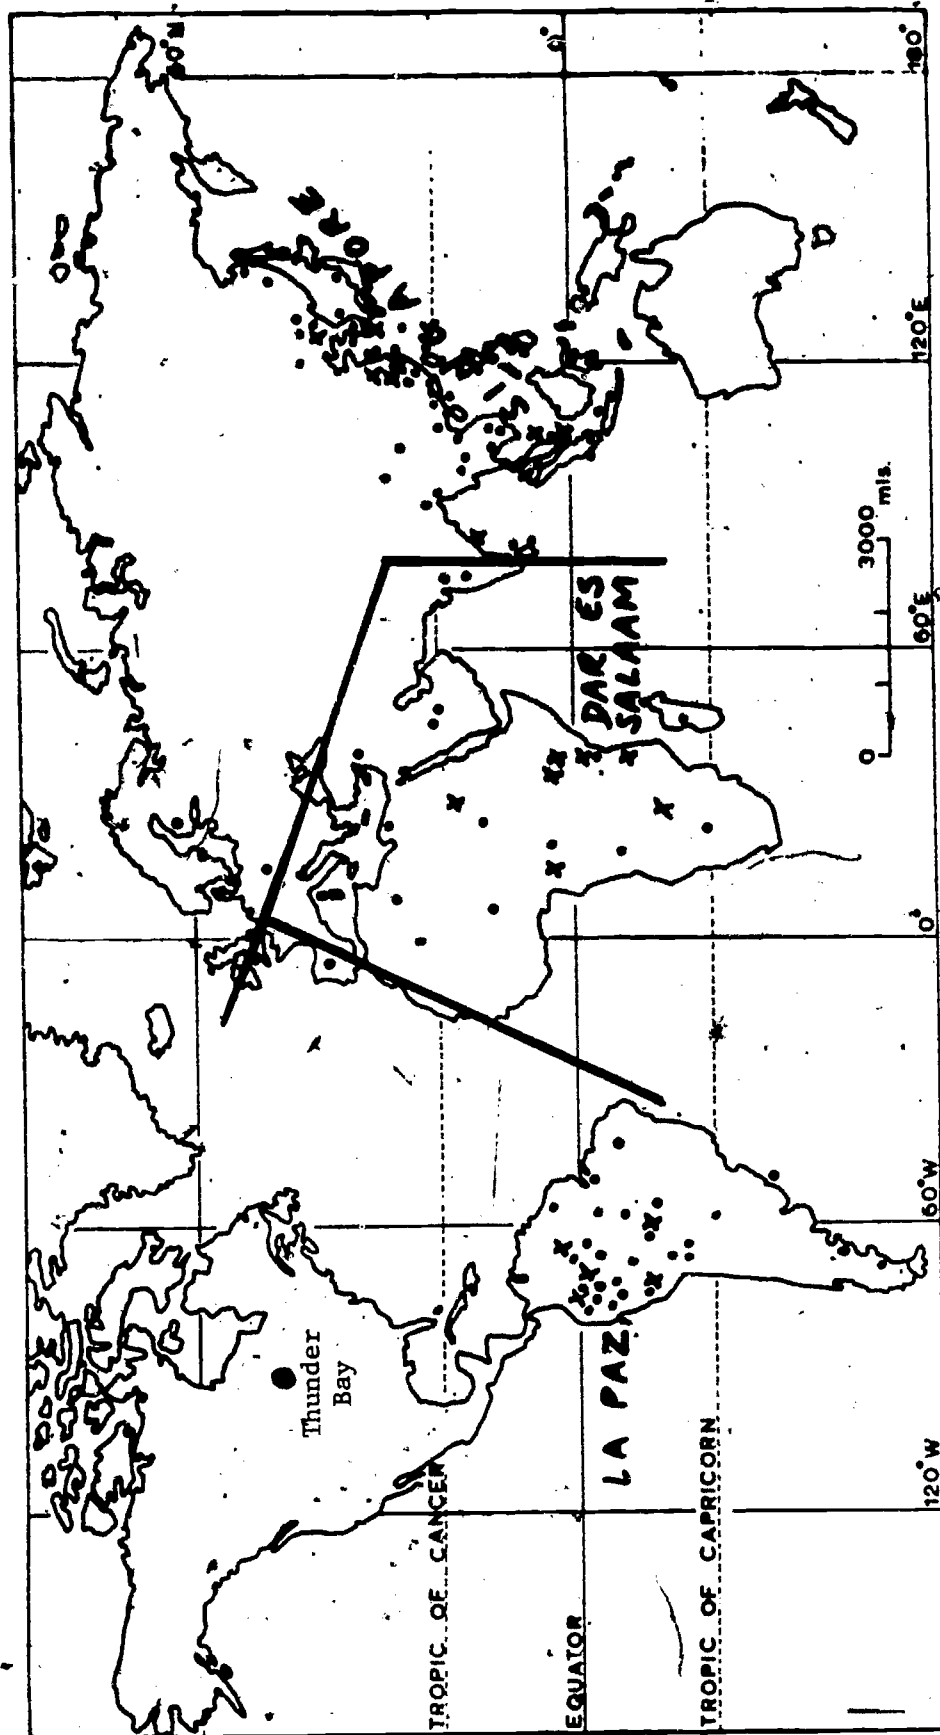 Thunder
Bay
TROPIC OF CANCER
EQUATOR
0°
LA PAZ
DAR ES
SALAAM
TROPIC OF CAPRICORN
0
3000 mls.
120°W
60°W
0°
60°E
120°E
180°